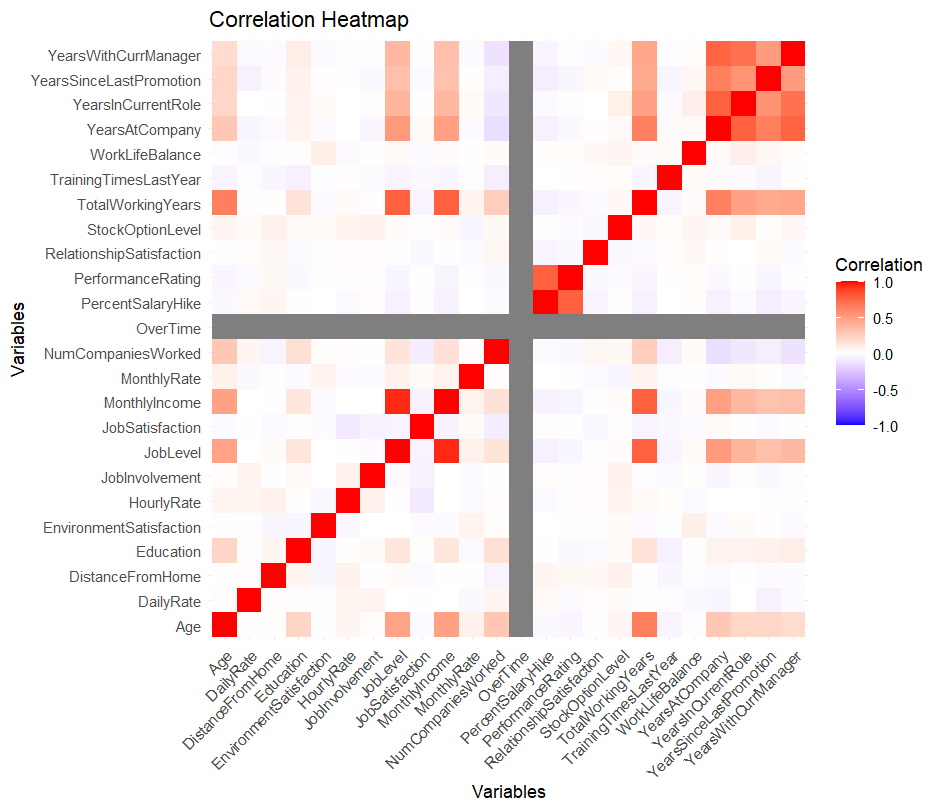 Correlation Heatmap
Variables
YearsWithCurrManager
YearsSinceLastPromotion
YearsInCurrentRole
YearsAtCompany
WorkLifeBalance
TrainingTimesLastYear
TotalWorkingYears
StockOptionLevel
RelationshipSatisfaction
PerformanceRating
PercentSalaryHike
OverTime
NumCompaniesWorked
MonthlyRate
MonthlyIncome
JobSatisfaction
JobLevel
JobInvolvement
HourlyRate
EnvironmentSatisfaction
Education
DistanceFromHome
DailyRate
Age
Age
DailyRate
DistanceFromHome
Education
EnvironmentSatisfaction
HourlyRate
JobInvolvement
JobLevel
JobSatisfaction
MonthlyIncome
MonthlyRate
NumCompaniesWorked
OverTime
PercentSalaryHike
PerformanceRating
RelationshipSatisfaction
StockOptionLevel
TotalWorkingYears
TrainingTimesLastYear
WorkLifeBalance
YearsAtCompany
YearsInCurrentRole
YearsSinceLastPromotion
YearsWithCurrManager
Variables
Correlation
1.0
0.5
0.0
-0.5
-1.0